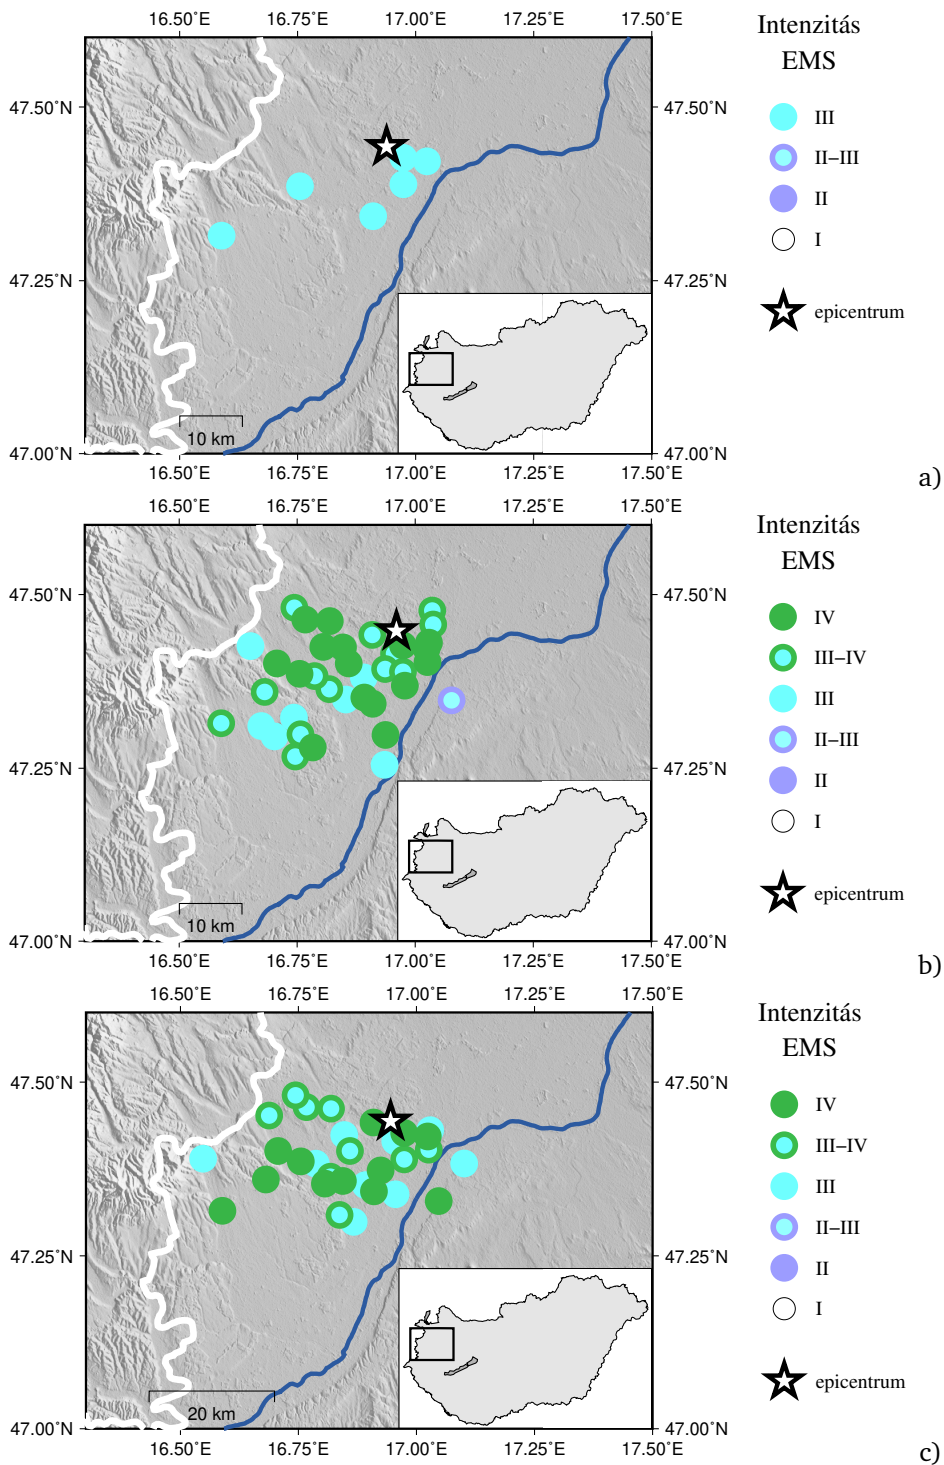 16.50°E 16.75°E 17.00°E 17.25°E 17.50°E
Intenzitás
EMS
47.50°N 47.50°N
III
II–III
II
I
47.25°N 47.25°N
epicentrum
10 km
47.00°N 47.00°N
16.50°E 16.75°E 17.00°E 17.25°E 17.50°E
a)
16.50°E 16.75°E 17.00°E 17.25°E 17.50°E
Intenzitás
EMS
47.50°N 47.50°N
IV
III–IV
III
II–III
47.25°N 47.25°N
II
I
epicentrum
10 km
47.00°N 47.00°N
16.50°E 16.75°E 17.00°E 17.25°E 17.50°E
b)
16.50°E 16.75°E 17.00°E 17.25°E 17.50°E
Intenzitás
EMS
47.50°N 47.50°N
IV
III–IV
III
II–III
47.25°N 47.25°N
II
I
epicentrum
20 km
47.00°N 47.00°N
16.50°E 16.75°E 17.00°E 17.25°E 17.50°E
c)